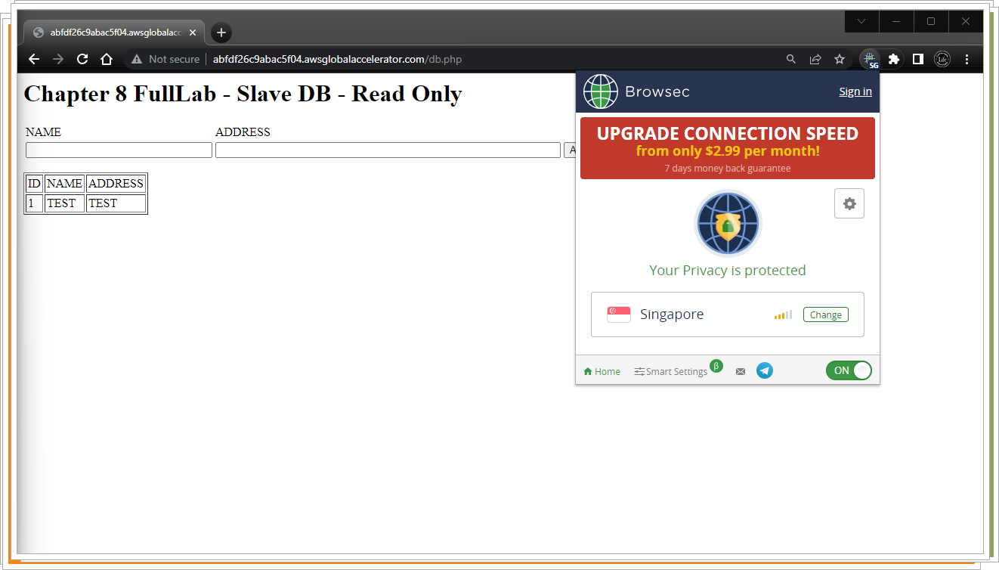 abfdf26c9abac5f04.awsglobalacc
Not secure abfdf26c9abac5f04.awsglobalaccelerator.com/db.php
SG
Life
Chapter 8 FullLab - Slave DB - Read Only
NAME ADDRESS
A
ID NAME ADDRESS
1 TEST TEST
Browsec Sign in
UPGRADE CONNECTION SPEED
from only $2.99 per month!
7 days money back guarantee
Your Privacy is protected
Singapore Change
Home Smart Settings β ON